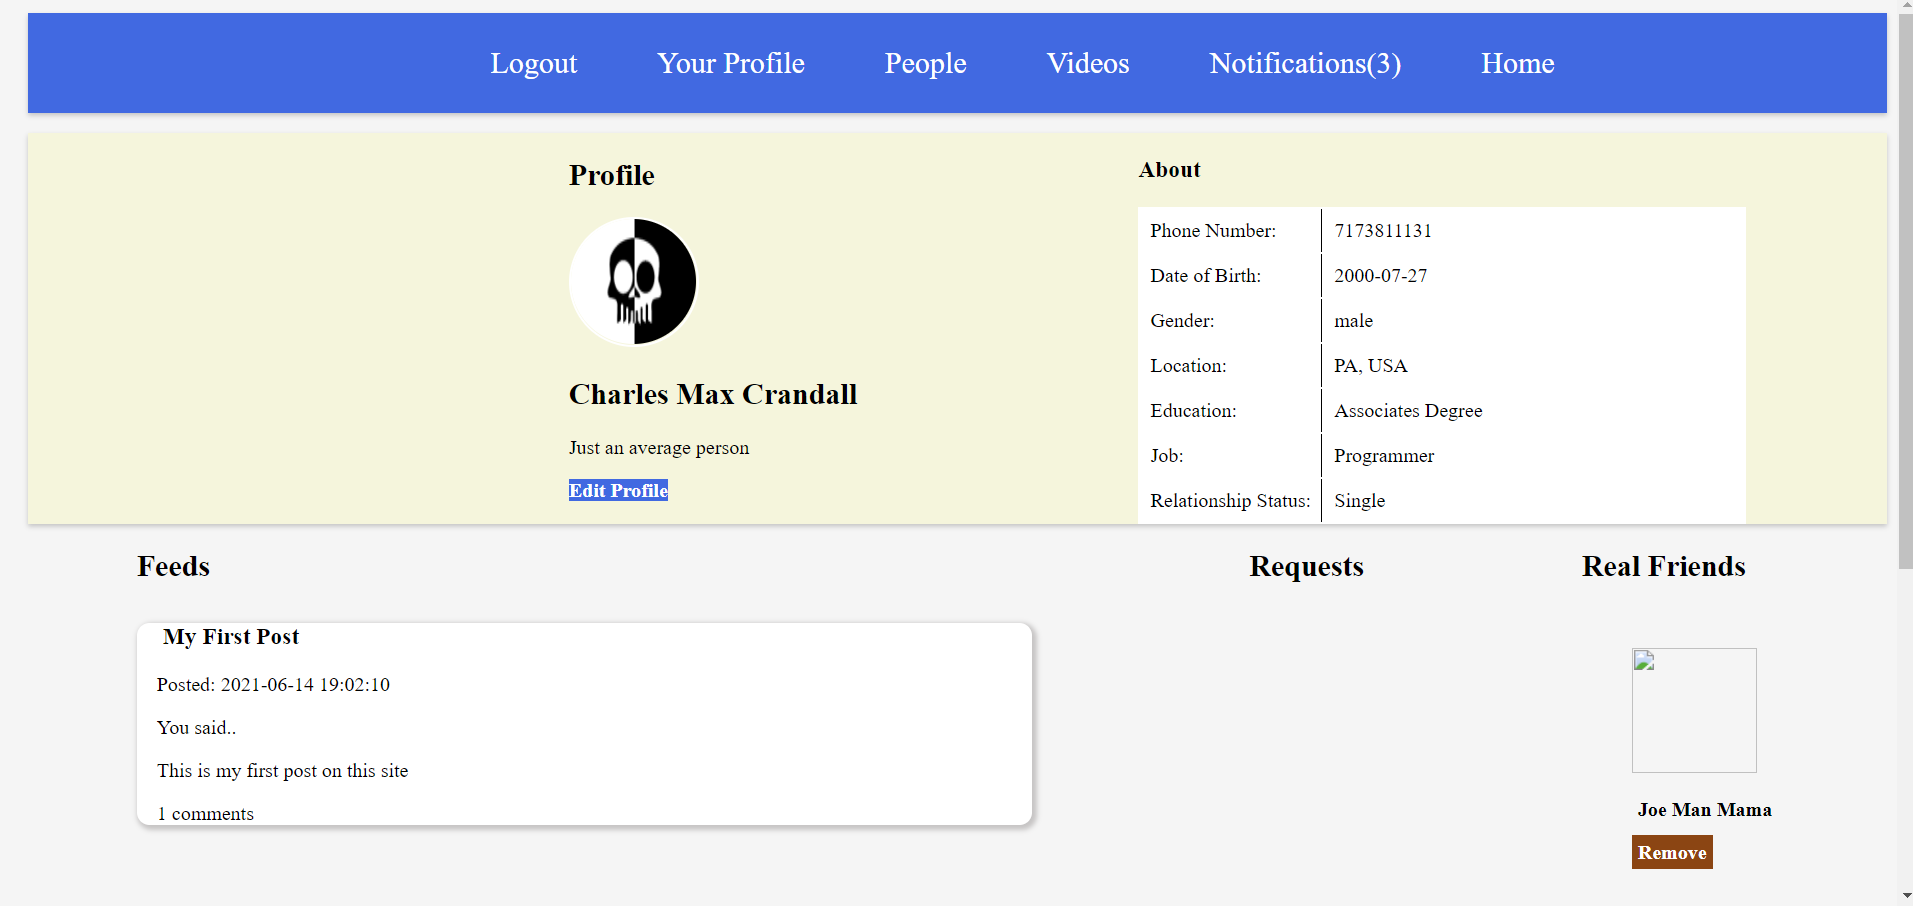 Logout Your Profile People Videos Notifications(3) Home
Profile
Charles Max Crandall
Just an average person
Edit Profile
About
Phone Number: 7173811131
Date of Birth: 2000-07-27
Gender: male
Location: PA, USA
Education: Associates Degree
Job: Programmer
Relationship Status: Single
Feeds
My First Post
Posted: 2021-06-14 19:02:10
You said..
This is my first post on this site
1 comments
Requests
Real Friends
Joe Man Mama
Remove